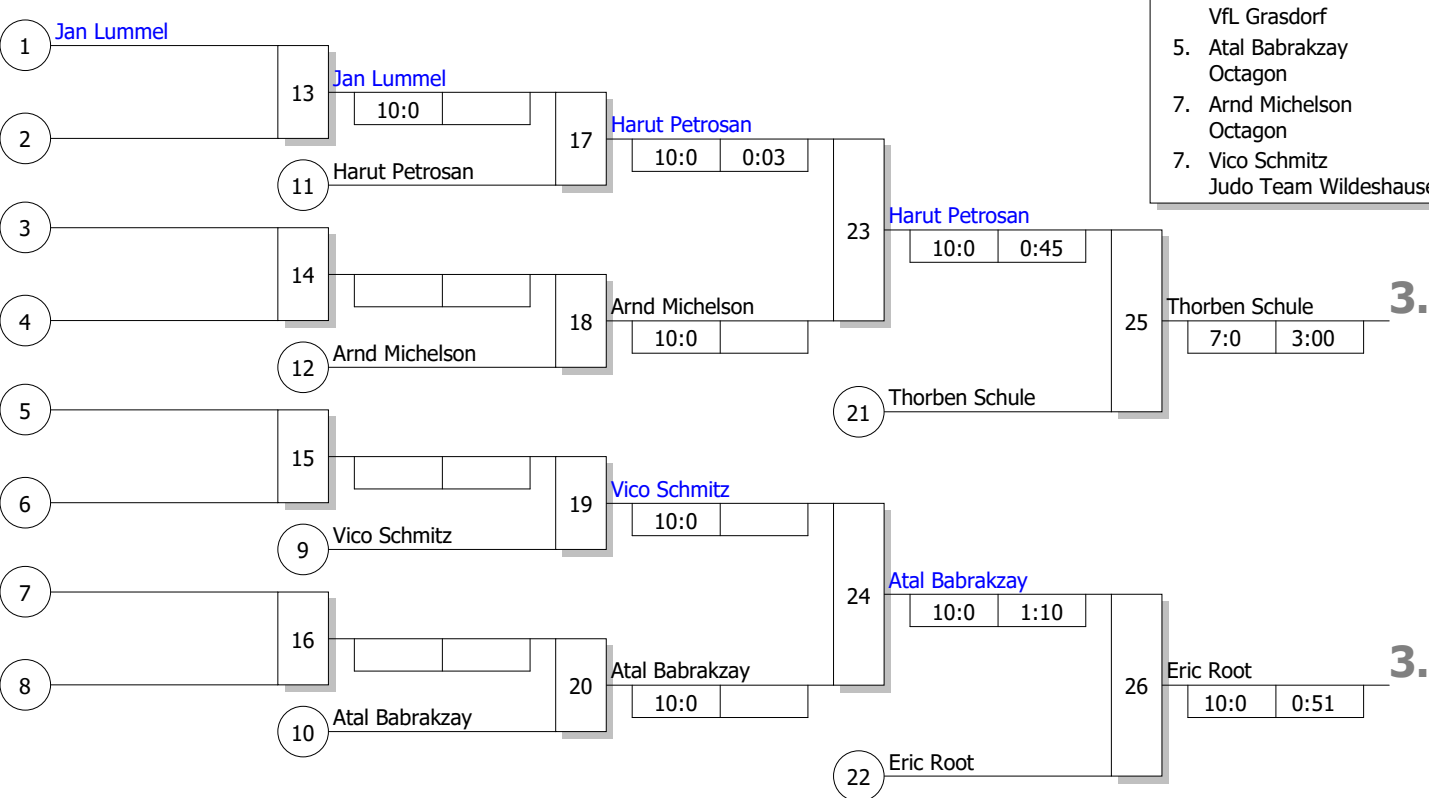 VfL Grasdorf
5. Atal Babrakzay
Octagon
7. Arnd Michelson
Octagon
7. Vico Schmitz
Judo Team Wildeshause
1
Jan Lummel
2
13
Jan Lummel
10:0
11
Harut Petrosan
17
Harut Petrosan
10:0 0:03
3
4
14
12
Arnd Michelson
18
Arnd Michelson
10:0
23
Harut Petrosan
10:0 0:45
21
Thorben Schule
25
Thorben Schule
7:0 3:00
3.
5
6
15
9
Vico Schmitz
19
Vico Schmitz
10:0
7
8
16
10
Atal Babrakzay
20
Atal Babrakzay
10:0
24
Atal Babrakzay
10:0 1:10
22
Eric Root
26
Eric Root
10:0 0:51
3.